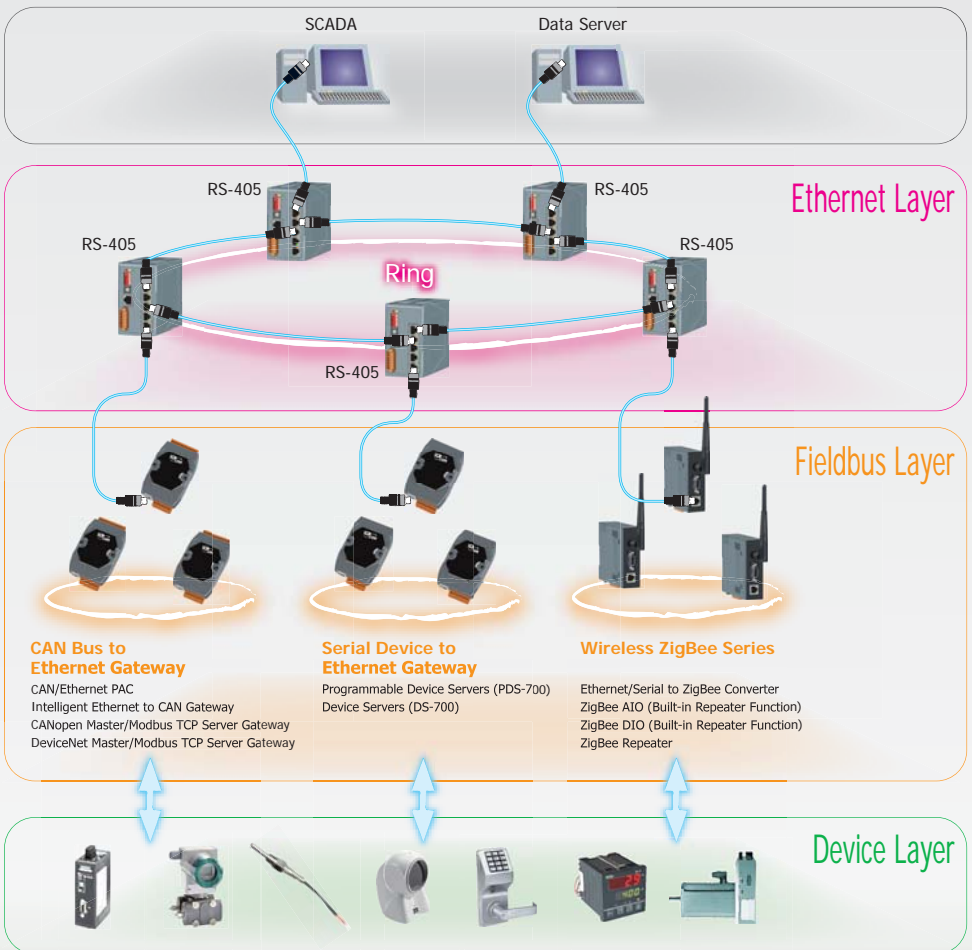 SCADA
Data Server
Ethernet Layer
RS-405
RS-405
RS-405
RS-405
Ring
RS-405
Fieldbus Layer
CAN Bus to
Ethernet Gateway
CAN/Ethernet PAC
Intelligent Ethernet to CAN Gateway
CANopen Master/Modbus TCP Server Gateway
DeviceNet Master/Modbus TCP Server Gateway
Serial Device to
Ethernet Gateway
Programmable Device Servers (PDS-700)
Device Servers (DS-700)
Wireless ZigBee Series
Ethernet/Serial to ZigBee Converter
ZigBee AIO (Built-in Repeater Function)
ZigBee DIO (Built-in Repeater Function)
ZigBee Repeater
Device Layer
29
400